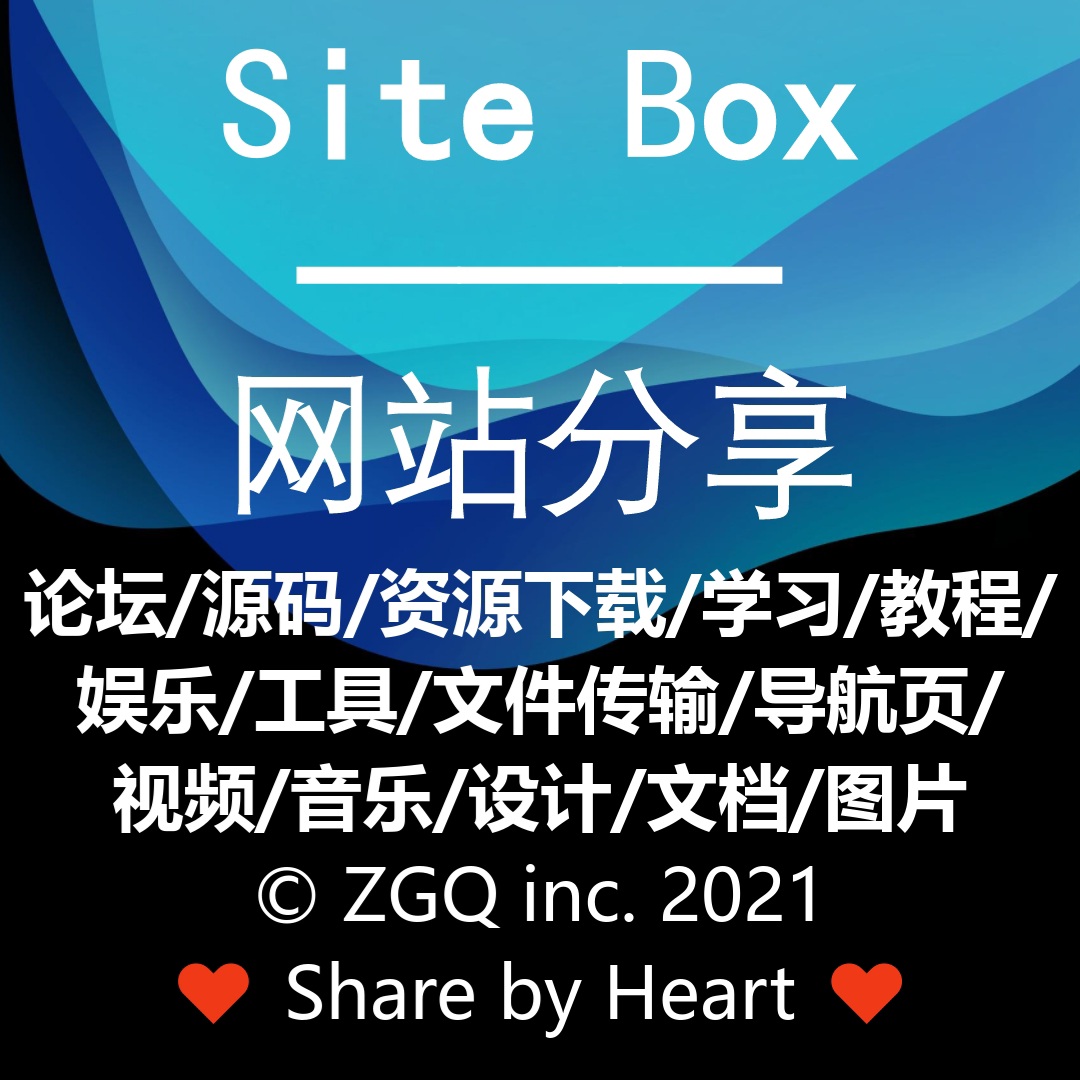 Site Box
网站分享
论坛/源码/资源下载/学习/教程/
娱乐/工具/文件传输/导航页/
视频/音乐/设计/文档/图片
© ZGQ inc. 2021
❤ Share by Heart ❤